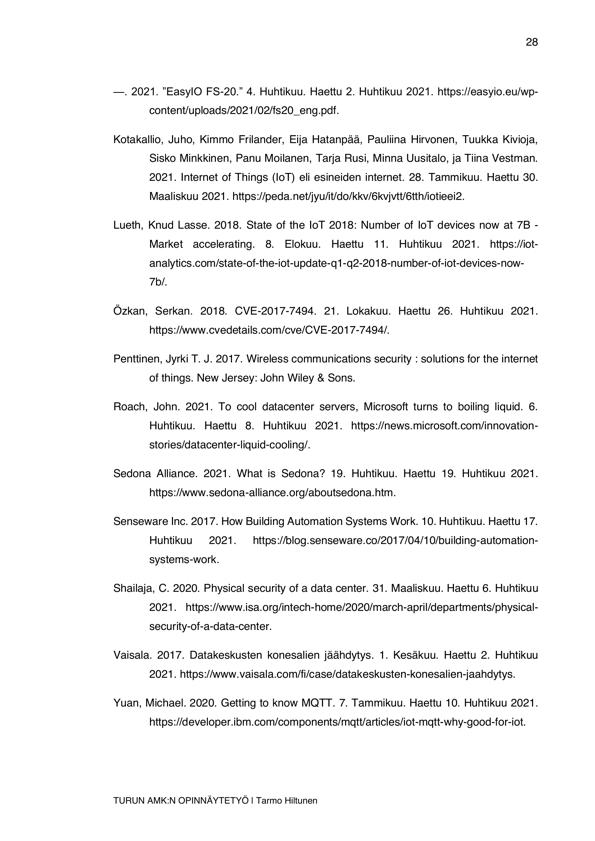 28
—. 2021. ”EasyIO FS-20.” 4. Huhtikuu. Haettu 2. Huhtikuu 2021. https://easyio.eu/wp-
content/uploads/2021/02/fs20_eng.pdf.
Kotakallio, Juho, Kimmo Frilander, Eija Hatanpää, Pauliina Hirvonen, Tuukka Kivioja,
Sisko Minkkinen, Panu Moilanen, Tarja Rusi, Minna Uusitalo, ja Tiina Vestman.
2021. Internet of Things (IoT) eli esineiden internet. 28. Tammikuu. Haettu 30.
Maaliskuu 2021. https://peda.net/jyu/it/do/kkv/6kvjvtt/6tth/iotieei2.
Lueth, Knud Lasse. 2018. State of the IoT 2018: Number of IoT devices now at 7B -
Market accelerating. 8. Elokuu. Haettu 11. Huhtikuu 2021. https://iot-
analytics.com/state-of-the-iot-update-q1-q2-2018-number-of-iot-devices-now-
7b/.
Özkan, Serkan. 2018. CVE-2017-7494. 21. Lokakuu. Haettu 26. Huhtikuu 2021.
https://www.cvedetails.com/cve/CVE-2017-7494/.
Penttinen, Jyrki T. J. 2017. Wireless communications security : solutions for the internet
of things. New Jersey: John Wiley & Sons.
Roach, John. 2021. To cool datacenter servers, Microsoft turns to boiling liquid. 6.
Huhtikuu. Haettu 8. Huhtikuu 2021. https://news.microsoft.com/innovation-
stories/datacenter-liquid-cooling/.
Sedona Alliance. 2021. What is Sedona? 19. Huhtikuu. Haettu 19. Huhtikuu 2021.
https://www.sedona-alliance.org/aboutsedona.htm.
Senseware Inc. 2017. How Building Automation Systems Work. 10. Huhtikuu. Haettu 17.
Huhtikuu 2021. https://blog.senseware.co/2017/04/10/building-automation-
systems-work.
Shailaja, C. 2020. Physical security of a data center. 31. Maaliskuu. Haettu 6. Huhtikuu
2021. https://www.isa.org/intech-home/2020/march-april/departments/physical-
security-of-a-data-center.
Vaisala. 2017. Datakeskusten konesalien jäähdytys. 1. Kesäkuu. Haettu 2. Huhtikuu
2021. https://www.vaisala.com/fi/case/datakeskusten-konesalien-jaahdytys.
Yuan, Michael. 2020. Getting to know MQTT. 7. Tammikuu. Haettu 10. Huhtikuu 2021.
https://developer.ibm.com/components/mqtt/articles/iot-mqtt-why-good-for-iot.
TURUN AMK:N OPINNÄYTETYÖ | Tarmo Hiltunen